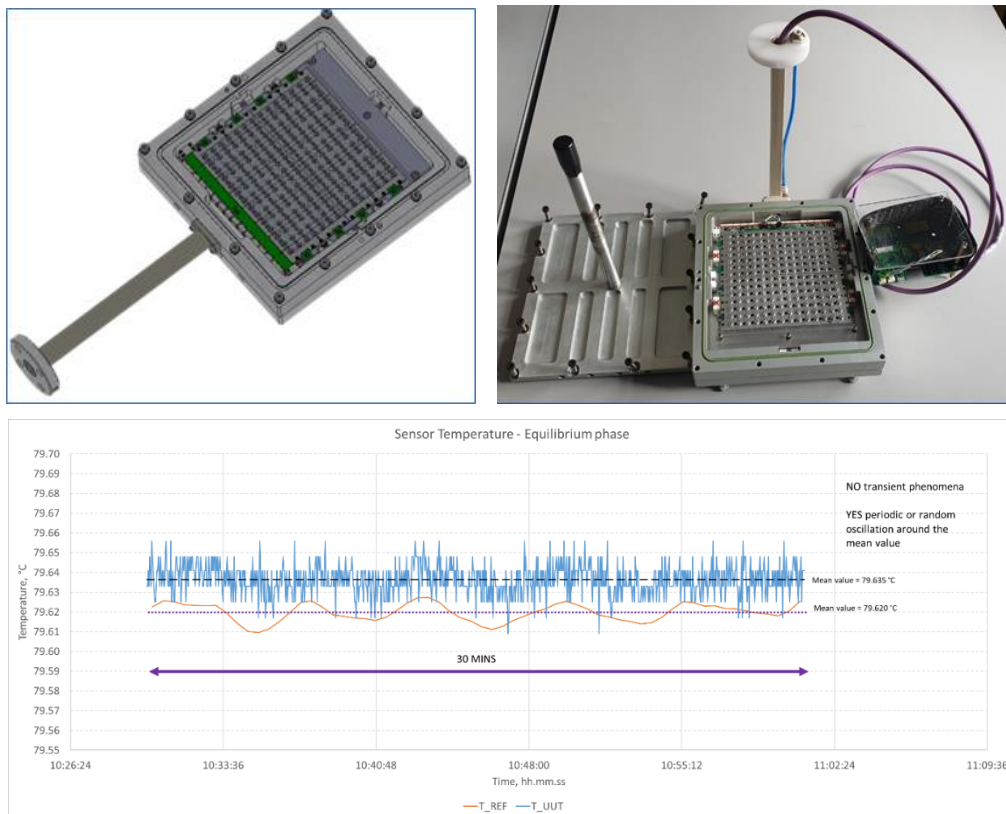 Sensor Temperature - Equilibrium phase
79.70
79.69
79.68
79.67
79.66
79.65
79.64
79.63
79.62
79.61
79.60
79.59
79.58
79.57
79.56
79.55
Temperature, °C
NO transient phenomena
YES periodic or random
oscillation around the
mean value
Mean value = 79.635 °C
Mean value = 79.620 °C
30 MINS
10:26:24
10:33:36
10:40:48
10:48:00
10:55:12
11:02:24
11:09:36
Time, hh.mm.ss
T_REF
T_UUT